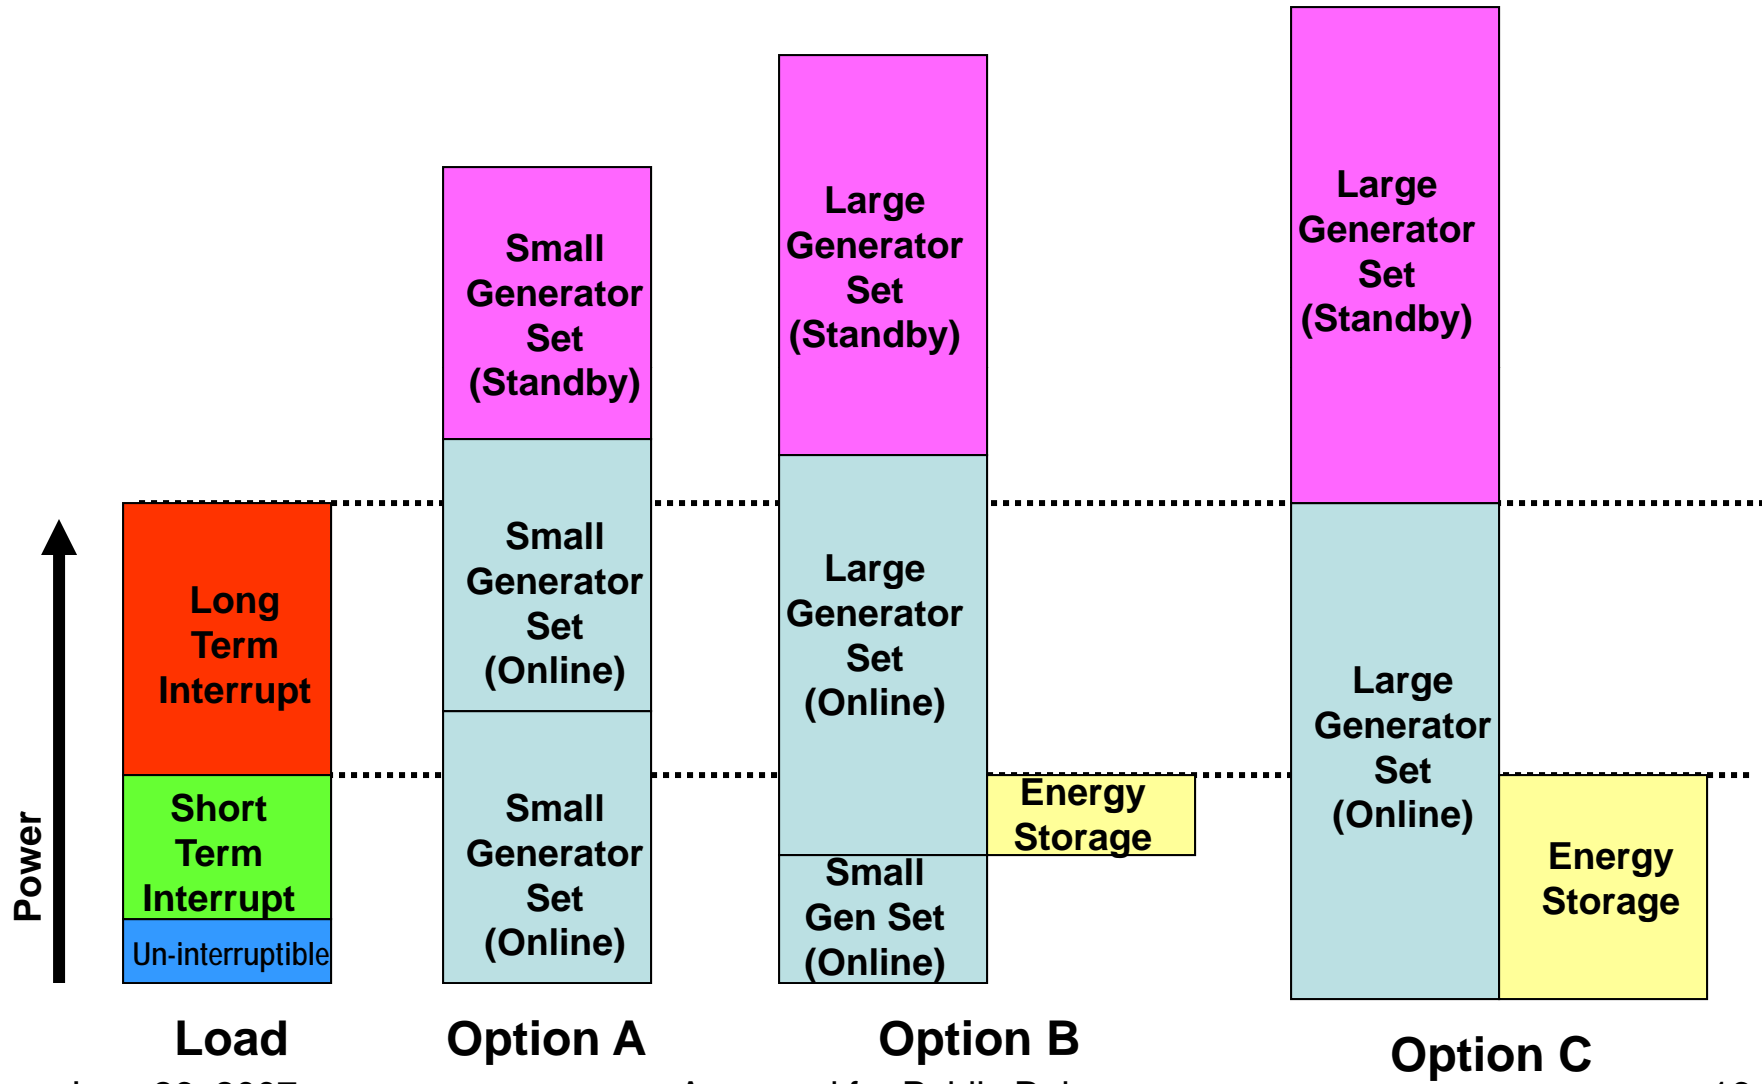 Power
Long
Term
Interrupt
Short
Term
Interrupt
Un-interruptible
Load
Small
Generator
Set
(Standby)
Small
Generator
Set
(Online)
Small
Generator
Set
(Online)
Option A
Large
Generator
Set
(Standby)
Large
Generator
Set
(Online)
Small
Gen Set
(Online)
Energy
Storage
Option B
Large
Generator
Set
(Standby)
Large
Generator
Set
(Online)
Energy
Storage
Option C